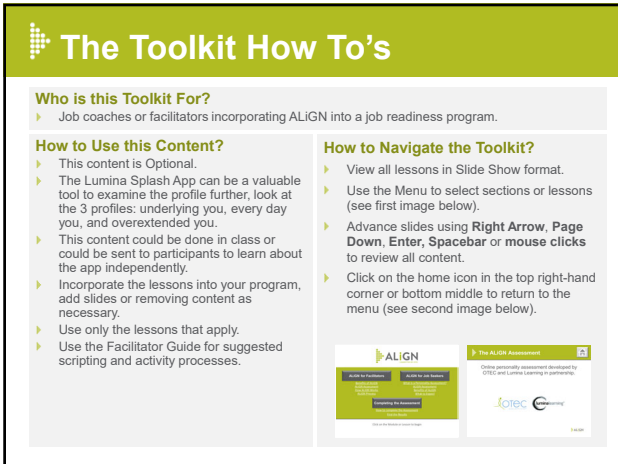 The Toolkit How To's
Who is this Toolkit For?
Job coaches or facilitators incorporating ALiGN into a job readiness program.
How to Use this Content?
This content is Optional.
The Lumina Splash App can be a valuable
tool to examine the profile further, look at
the 3 profiles: underlying you, every day
you, and overextended you.
This content could be done in class or
could be sent to participants to learn about
the app independently.
Incorporate the lessons into your program,
add slides or removing content as
necessary.
Use only the lessons that apply.
Use the Facilitator Guide for suggested
scripting and activity processes.
How to Navigate the Toolkit?
View all lessons in Slide Show format.
Use the Menu to select sections or lessons
(see first image below).
Advance slides using Right Arrow, Page
Down, Enter, Spacebar or mouse clicks
to review all content.
Click on the home icon in the top right-hand
corner or bottom middle to return to the
menu (see second image below).
ALiGN
ALiGN for Facilitators
ALiGN for Job Seekers
Completing the Assessment
The ALiGN Assessment
Online personality assessment developed by
OTEC and Lumina Learning in partnership.
otec
luminalearning